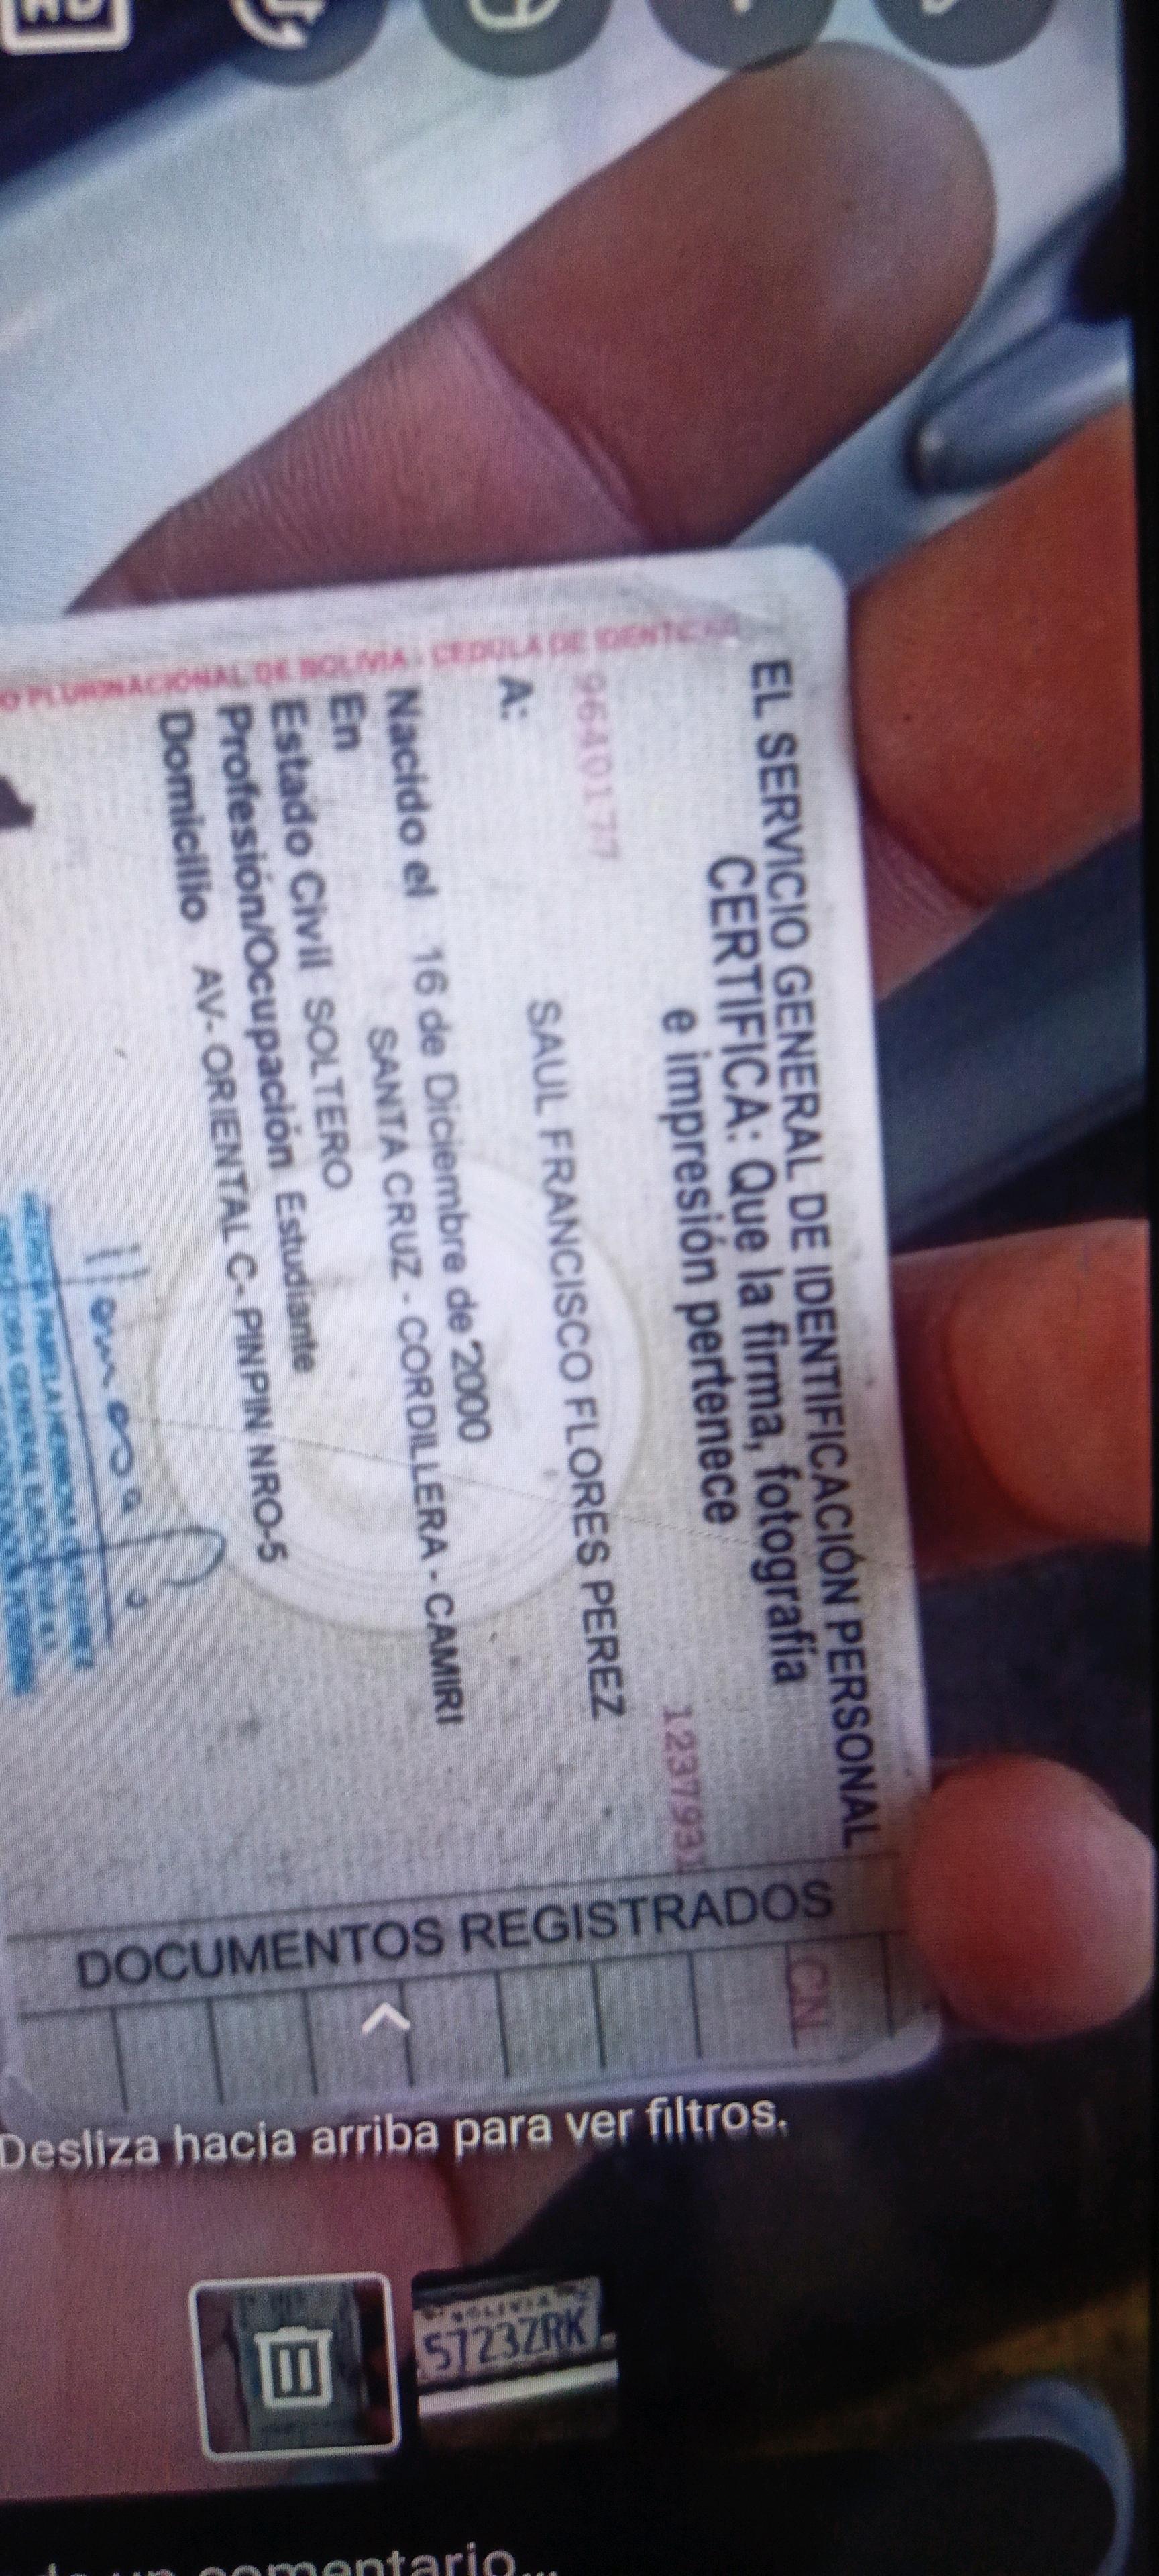 EL SERVICIO GENERAL DE IDENTIFICACIÓN PERSONAL
CERTIFICA: Que la firma, fotografía
e impresión pertenece
9640177
1237931
A: SAUL FRANCISCO FLORES PEREZ
Nacido el 16 de Diciembre de 2000
En SANTA CRUZ - CORDILLERA - CAMIRI
Estado Civil SOLTERO
Profesión/Ocupación Estudiante
Domicilio AV- ORIENTAL C- PINPIN NRO-5
O PLURINACIONAL DE BOLIVIA - CEDULA DE IDENTIDAD
DOCUMENTOS REGISTRADOS
CN
Desliza hacia arriba para ver filtros.
BOLIVIA
5723ZRK
un comentario...